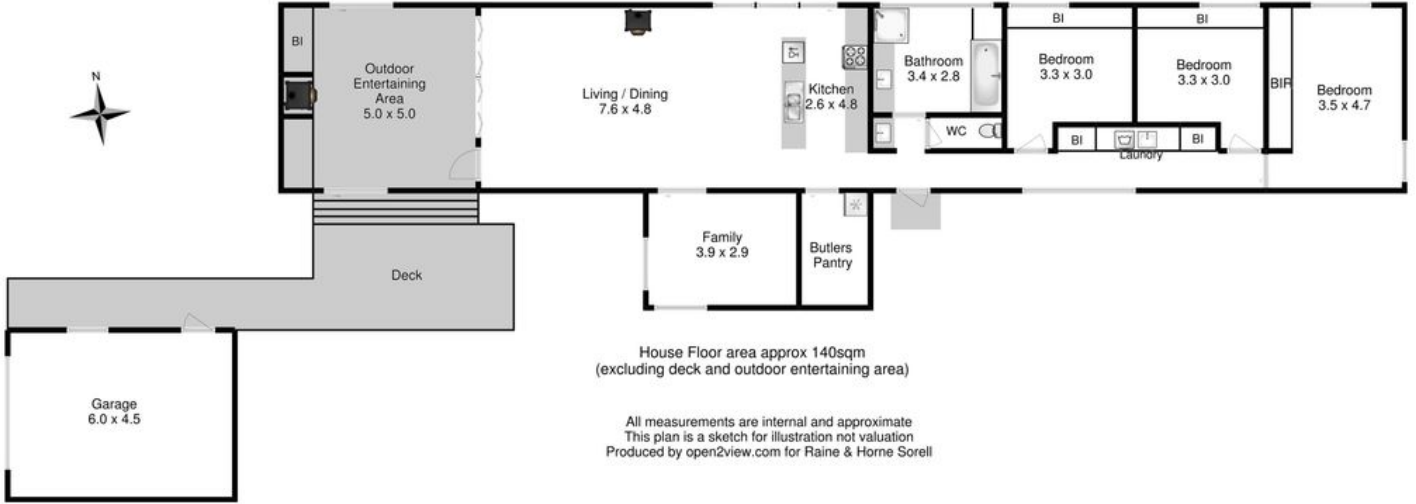 N
BI
Outdoor
Entertaining
Area
5.0 x 5.0
Living / Dining
7.6 x 4.8
Kitchen
2.6 x 4.8
Bathroom
3.4 x 2.8
WC
BI
Bedroom
3.3 x 3.0
BI
Bedroom
3.3 x 3.0
BIR
Bedroom
3.5 x 4.7
BI
BI
Laundry
Family
3.9 x 2.9
Butlers
Pantry
Deck
Garage
6.0 x 4.5
House Floor area approx 140sqm
(excluding deck and outdoor entertaining area)
All measurements are internal and approximate
This plan is a sketch for illustration not valuation
Produced by open2view.com for Raine & Horne Sorell